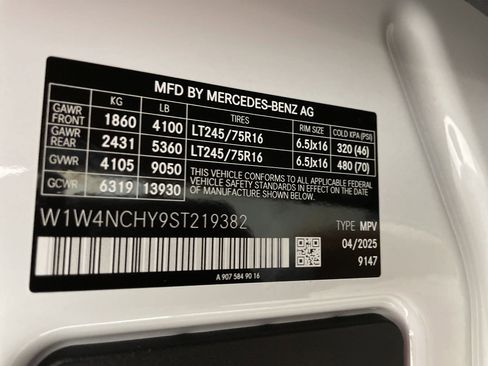 MFD BY MERCEDES-BENZ AG
KG LB TIRES RIM SIZE COLD KPA (PSI)
GAWR FRONT 1860 4100 LT245/75R16 6.5Jx16 320 (46)
GAWR REAR 2431 5360 LT245/75R16 6.5Jx16 480 (70)
GVWR 4105 9050
GCWR 6319 13930
THIS VEHICLE CONFORMS TO ALL APPLICABLE FEDERAL
MOTOR VEHICLE SAFETY STANDARDS IN EFFECT ON THE
DATE OF MANUFACTURE SHOWN.
W1W4NCHY9ST219382
TYPE MPV
04/2025
9147
A 907 584 90 16